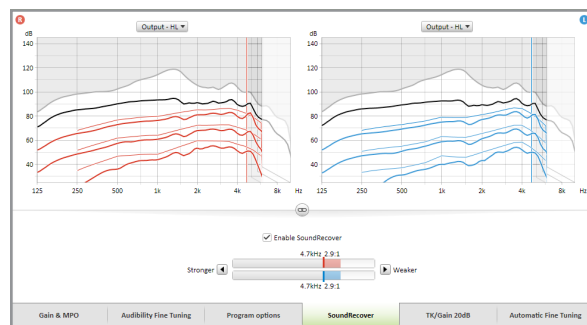 R
L
Output - HL
Output - HL
dB
dB
140
140
120
120
100
100
80
80
60
60
40
40
125 250 500 1k 2k 4k 8k Hz
125 250 500 1k 2k 4k 8k Hz
Enable SoundRecover
4.7kHz 2.9:1
Stronger
Weaker
4.7kHz 2.9:1
Gain & MPO
Audibility Fine Tuning
Program options
SoundRecover
TK/Gain 20dB
Automatic Fine Tuning